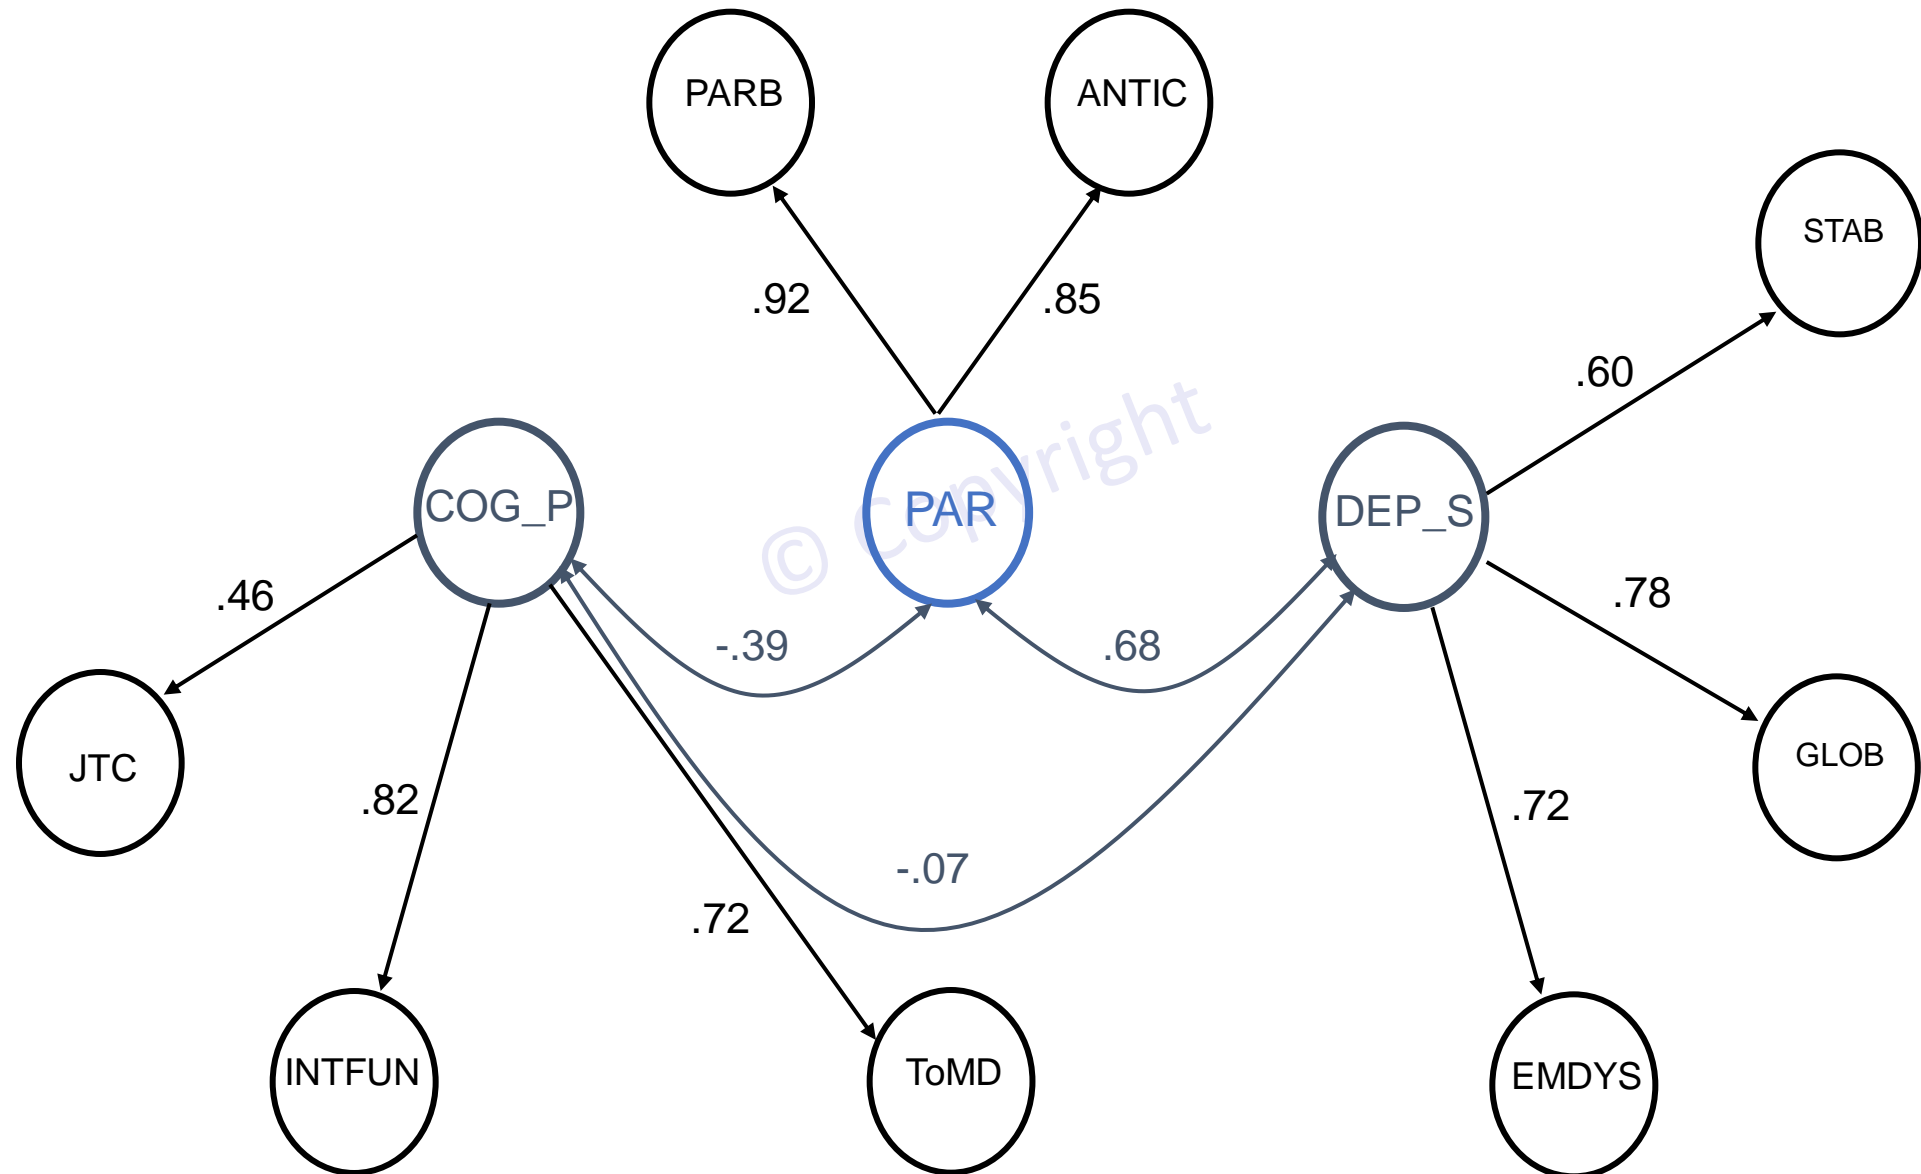 PARB
ANTIC
STAB
.92
.85
.60
© Copyright
COG_P
PAR
DEP_S
.46
-.39
.68
.78
JTC
.82
-.07
.72
GLOB
.72
INTFUN
ToMD
EMDYS